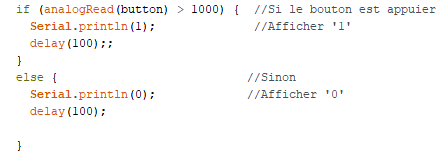 if (analogRead(button) > 1000) {  //Si le bouton est appuier
  Serial.println(1);              //Afficher '1'
  delay(100);;
}
else {                           //Sinon
  Serial.println(0);             //Afficher '0'
  delay(100);
}